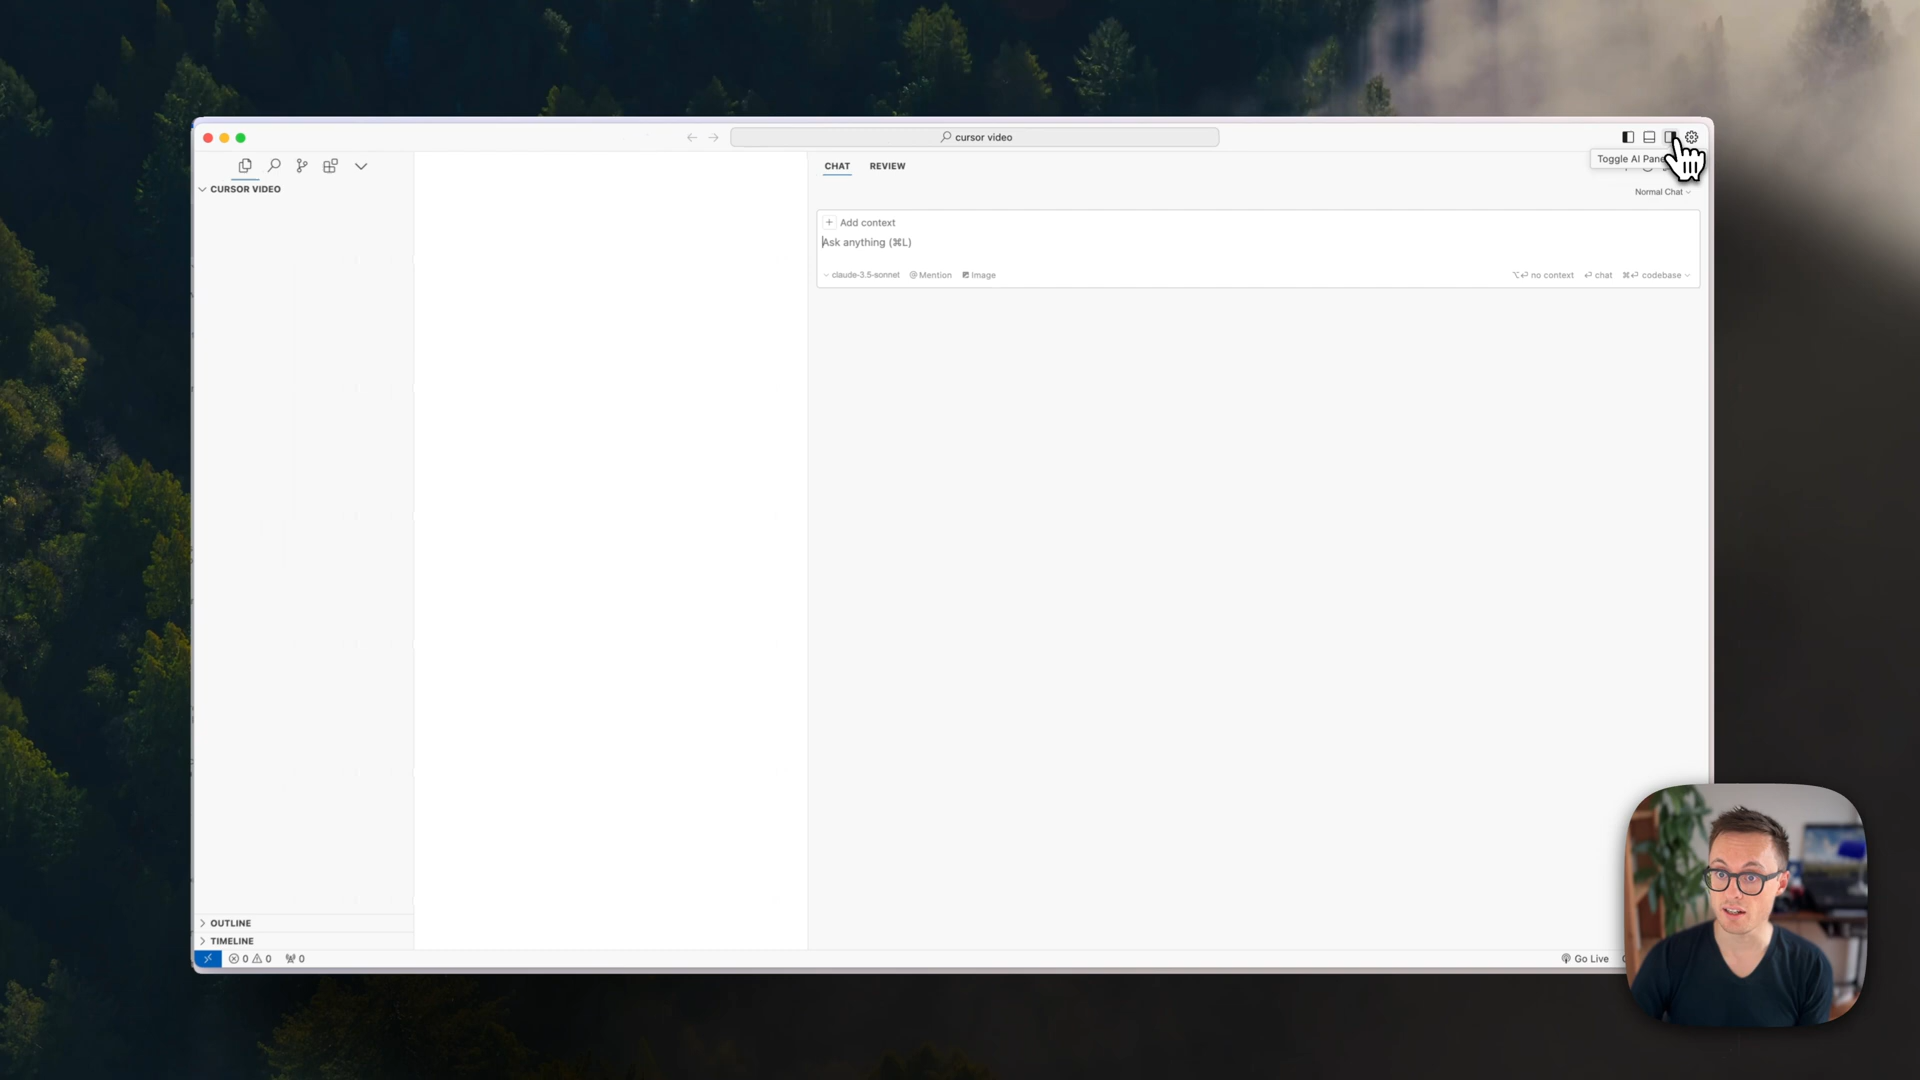 cursor video
Toggle AI Pane
CHAT
REVIEW
CURSOR VIDEO
Normal Chat
Add context
Ask anything (⌘L)
claude-3.5-sonnet @ Mention Image
⌥⏎ no context ⏎ chat ⌘⏎ codebase
OUTLINE
TIMELINE
0 0 0
Go Live